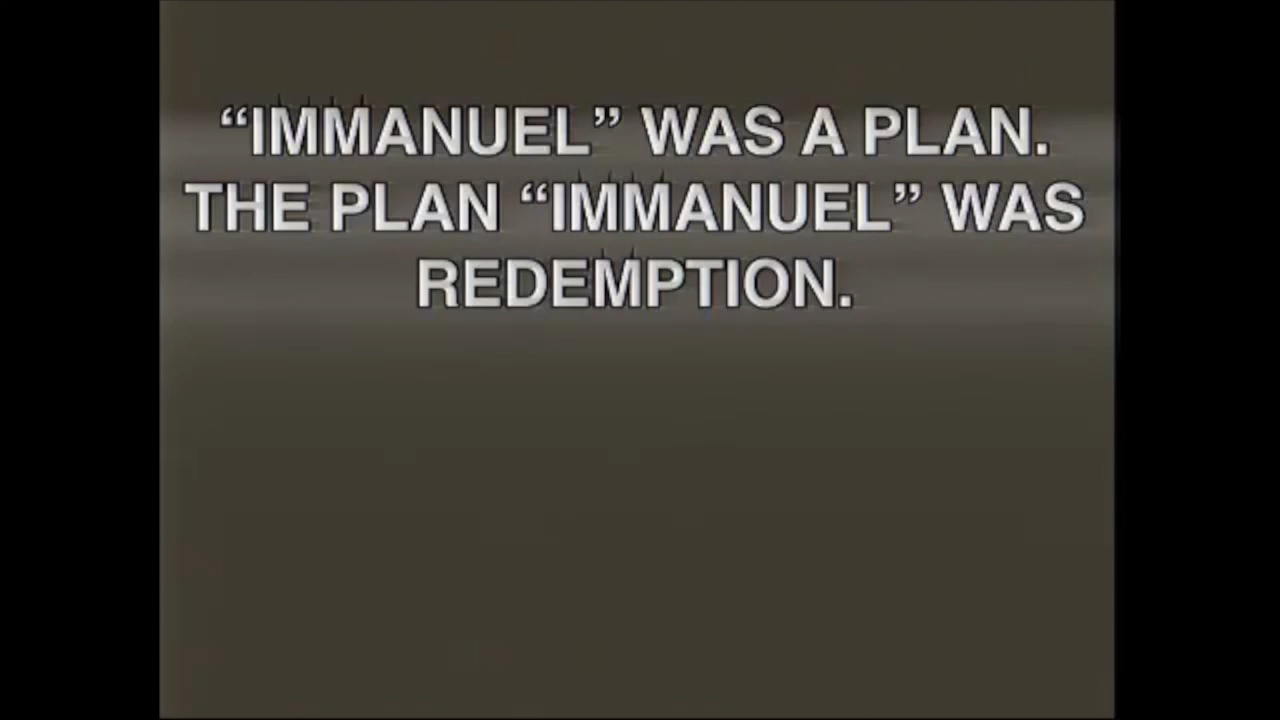 “IMMANUEL” WAS A PLAN.
THE PLAN “IMMANUEL” WAS
REDEMPTION.